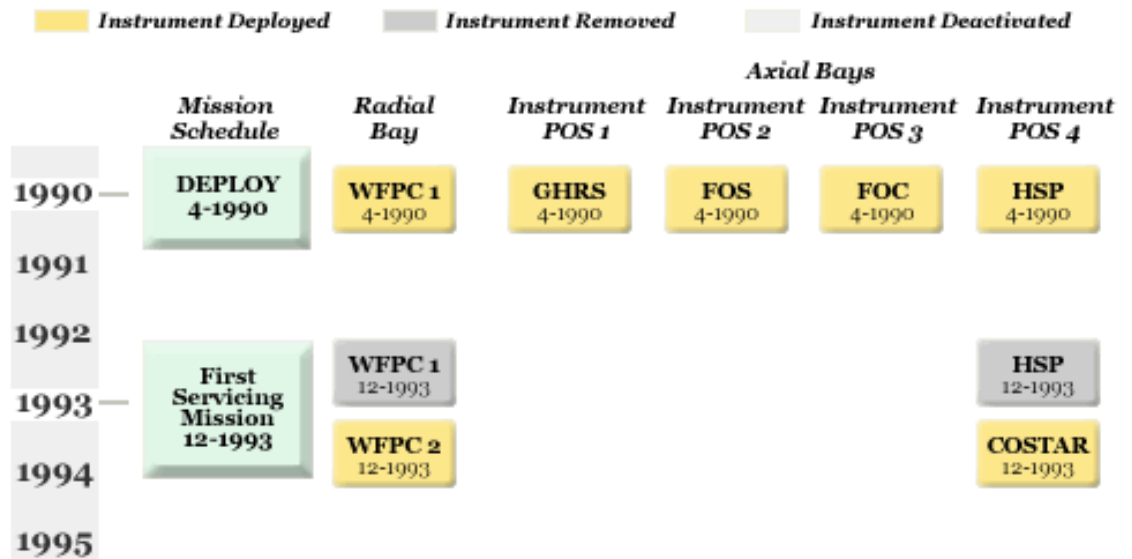 Instrument Deployed Instrument Removed Instrument Deactivated
Axial Bays
Mission Schedule
Radial Bay
Instrument POS 1
Instrument POS 2
Instrument POS 3
Instrument POS 4
1990
DEPLOY
4-1990
WFPC 1
4-1990
GHRS
4-1990
FOS
4-1990
FOC
4-1990
HSP
4-1990
1991
1992
First
Servicing
Mission
12-1993
WFPC 1
12-1993
HSP
12-1993
1993
WFPC 2
12-1993
COSTAR
12-1993
1994
1995